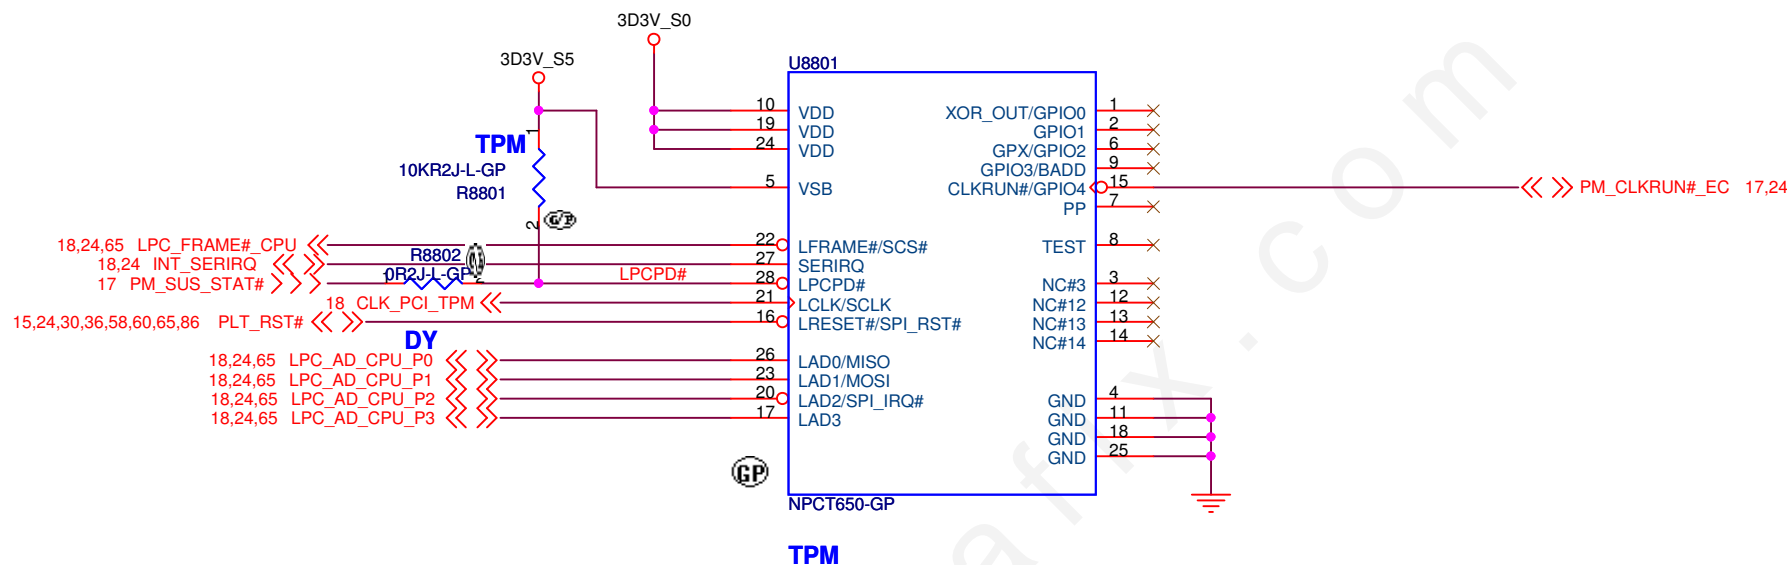 3D3V_S0
3D3V_S5
U8801
10 VDD XOR_OUT/GPIO0 1
19 VDD GPIO1 2
24 VDD GPX/GPIO2 6
GPIO3/BADD 9
5 VSB CLKRUN#/GPIO4 15 PM_CLKRUN#_EC 17,24
PP 7
1
TPM
10KR2J-L-GP
R8801
2 G/P
18,24,65 LPC_FRAME#_CPU 22 LFRAME#/SCS# TEST 8
18,24 INT_SERIRQ R8802 27 SERIRQ
17 PM_SUS_STAT# 1 0R2J-L-GP 2 LPCPD# 28 LPCPD# NC#3 3
18 CLK_PCI_TPM 21 LCLK/SCLK NC#12 12
15,24,30,36,58,60,65,86 PLT_RST# 16 LRESET#/SPI_RST# NC#13 13
DY NC#14 14
18,24,65 LPC_AD_CPU_P0 26 LAD0/MISO
18,24,65 LPC_AD_CPU_P1 23 LAD1/MOSI
18,24,65 LPC_AD_CPU_P2 20 LAD2/SPI_IRQ# GND 4
18,24,65 LPC_AD_CPU_P3 17 LAD3 GND 11
GND 18
GND 25
GP
NPCT650-GP
TPM
afix.com